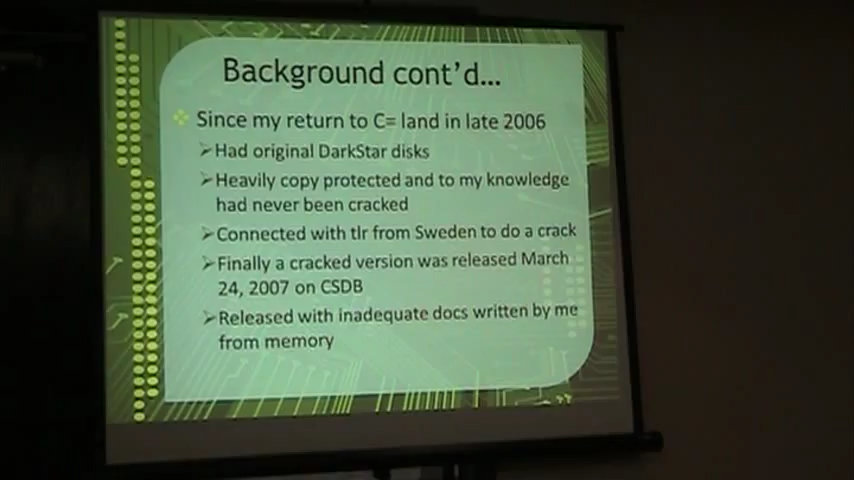 Background cont'd...
Since my return to C= land in late 2006
Had original DarkStar disks
Heavily copy protected and to my knowledge
had never been cracked
Connected with tlr from Sweden to do a crack
Finally a cracked version was released March
24, 2007 on CSDB
Released with inadequate docs written by me
from memory